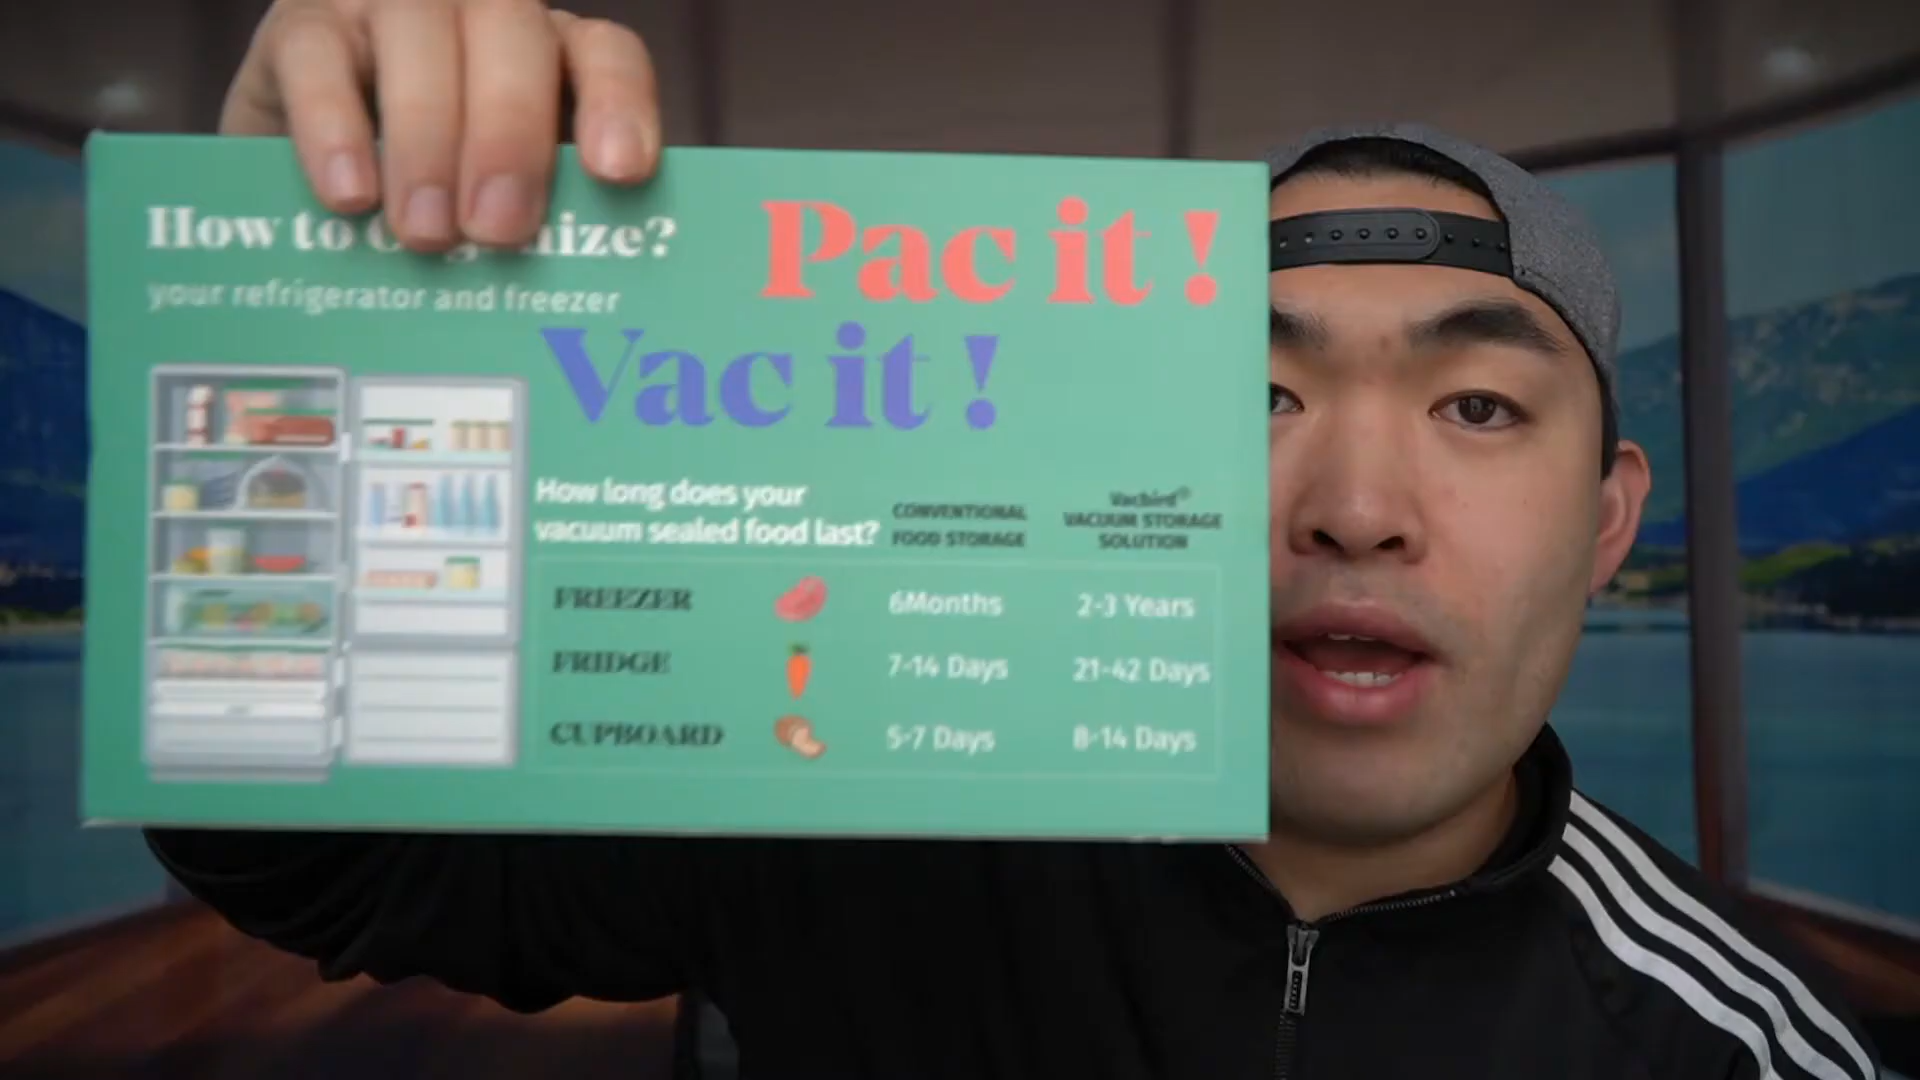 How to
your refrigerator and freezer
Pac it !
Vac it !
How long does your
vacuum sealed food last?
CONVENTIONAL
FOOD STORAGE
Vacbird®
VACUUM STORAGE
SOLUTION
FREEZER 6Months 2-3 Years
FRIDGE 7-14 Days 21-42 Days
CUPBOARD 5-7 Days 8-14 Days